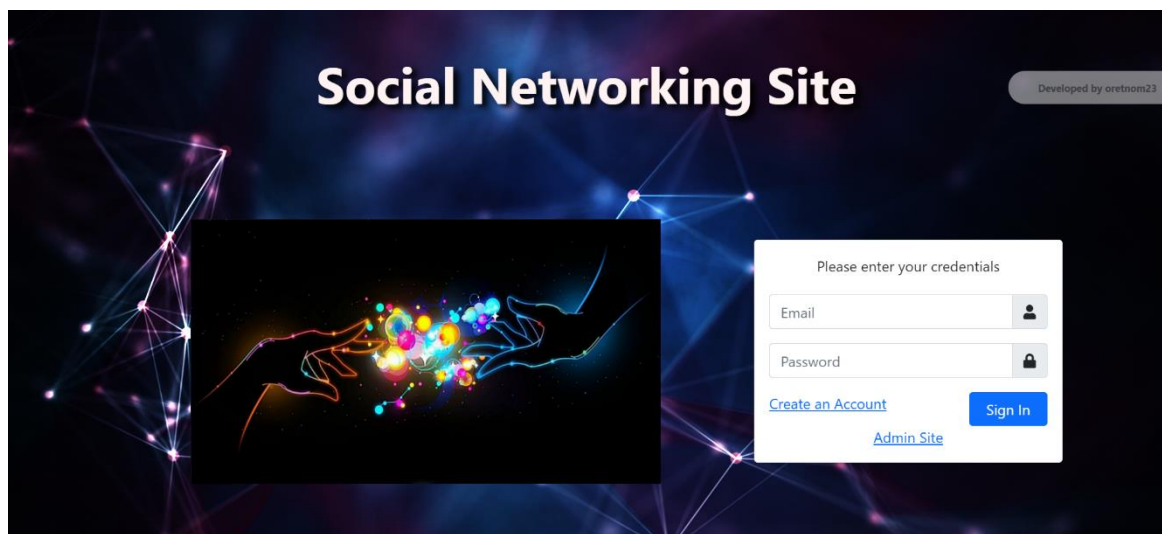 Social Networking Site
Developed by oretnom23
Please enter your credentials
Email
Password
Create an Account
Sign In
Admin Site